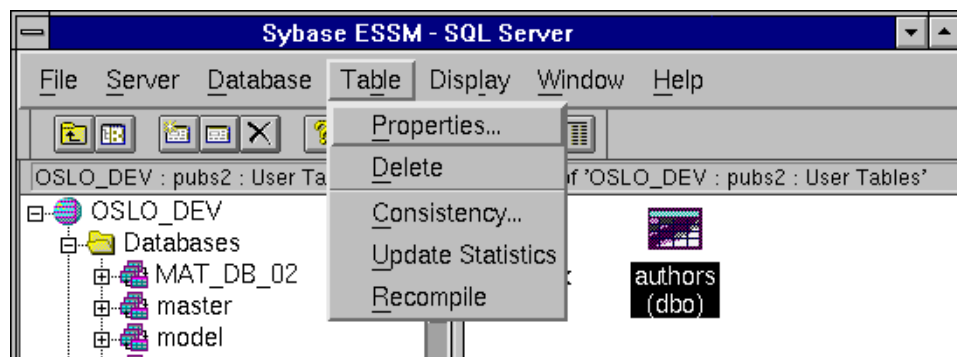 Sybase ESSM - SQL Server
File Server Database Table Display Window Help
Properties...
Delete
Consistency...
Update Statistics
Recompile
OSLO_DEV : pubs2 : User Ta
of 'OSLO_DEV : pubs2 : User Tables'
OSLO_DEV
Databases
MAT_DB_02
master
model
authors
(dbo)